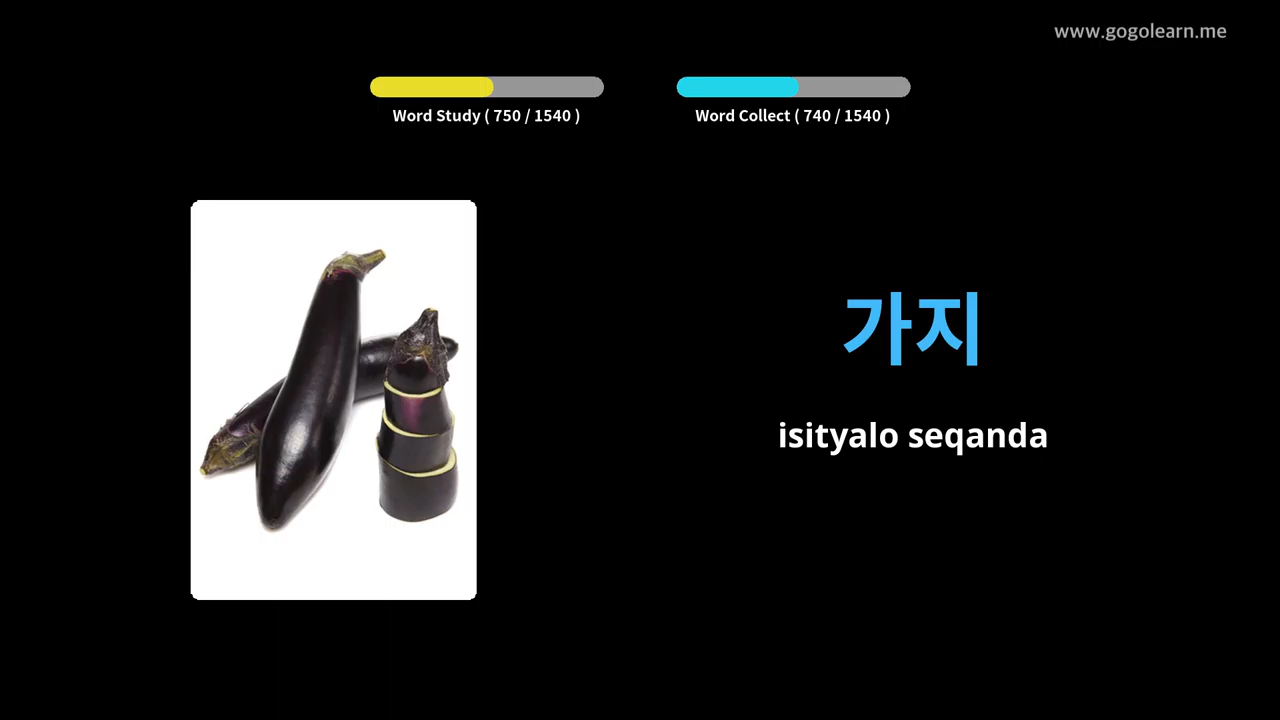 www.gogolearn.me
Word Study ( 750 / 1540 )
Word Collect ( 740 / 1540 )
가지
isityalo seqanda